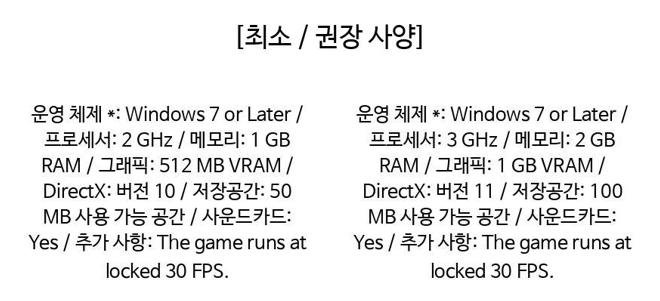 [최소 / 권장 사양]
운영 체제 *: Windows 7 or Later /
프로세서: 2 GHz / 메모리: 1 GB
RAM / 그래픽: 512 MB VRAM /
DirectX: 버전 10 / 저장공간: 50
MB 사용 가능 공간 / 사운드카드:
Yes / 추가 사항: The game runs at
locked 30 FPS.
운영 체제 *: Windows 7 or Later /
프로세서: 3 GHz / 메모리: 2 GB
RAM / 그래픽: 1 GB VRAM /
DirectX: 버전 11 / 저장공간: 100
MB 사용 가능 공간 / 사운드카드:
Yes / 추가 사항: The game runs at
locked 30 FPS.